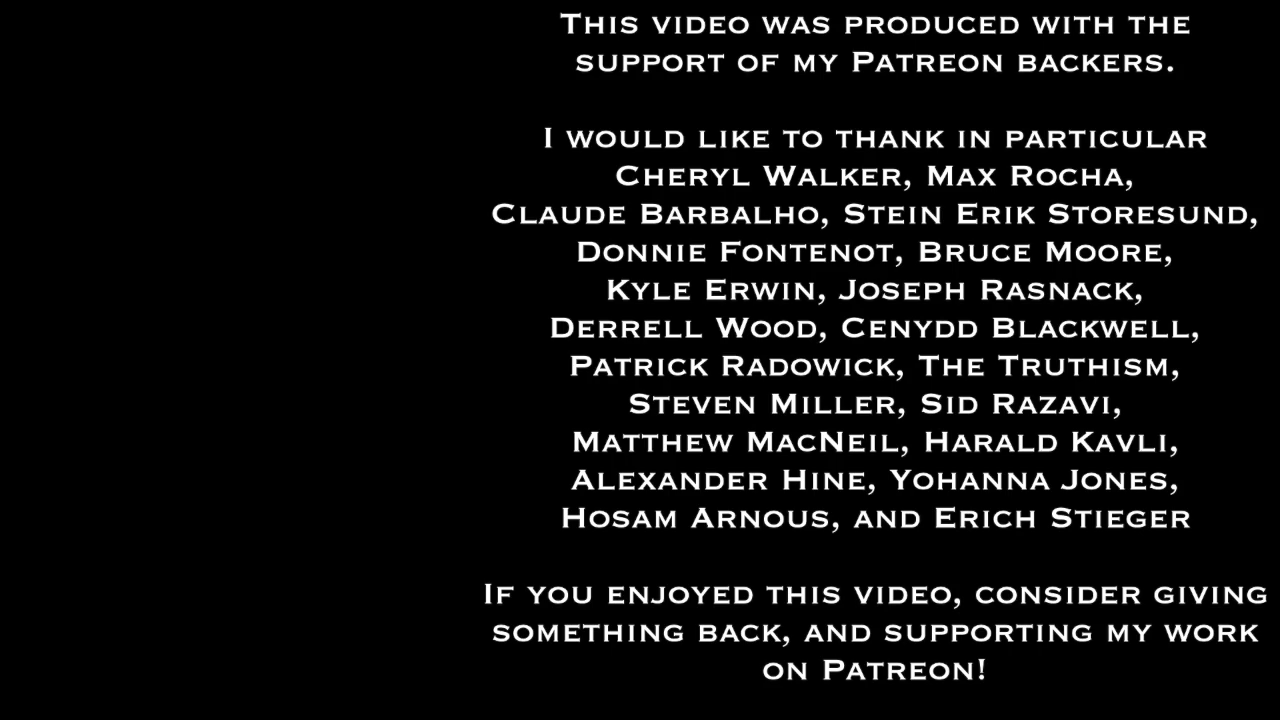 This video was produced with the
support of my Patreon backers.
I would like to thank in particular
Cheryl Walker, Max Rocha,
Claude Barbalho, Stein Erik Storesund,
Donnie Fontenot, Bruce Moore,
Kyle Erwin, Joseph Rasnack,
Derrell Wood, Cenydd Blackwell,
Patrick Radowick, The Truthism,
Steven Miller, Sid Razavi,
Matthew MacNeil, Harald Kavli,
Alexander Hine, Yohanna Jones,
Hosam Arnous, and Erich Stieger
If you enjoyed this video, consider giving
something back, and supporting my work
on Patreon!